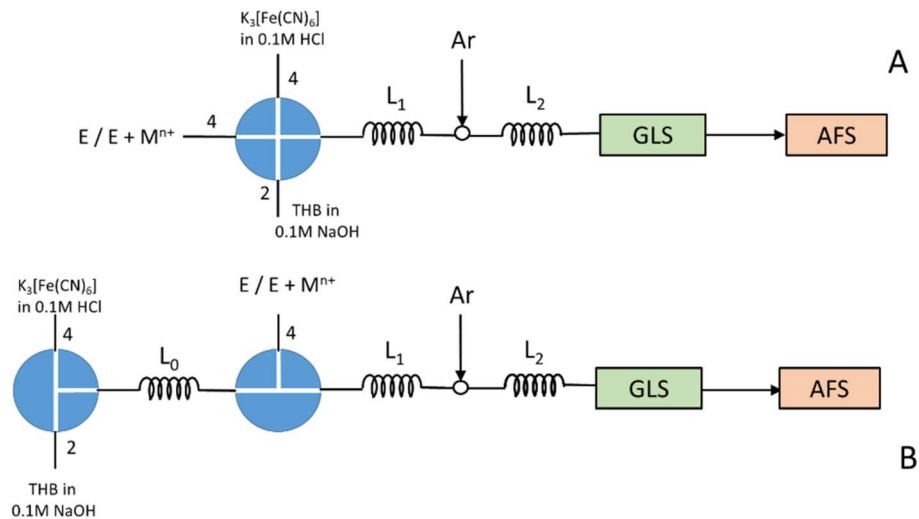 K₃[Fe(CN)₆]
in 0.1M HCl
4
Ar
A
L₁
L₂
E / E + Mⁿ⁺
4
GLS
AFS
2
THB in
0.1M NaOH
K₃[Fe(CN)₆]
in 0.1M HCl
E / E + Mⁿ⁺
Ar
4
4
L₀
L₁
L₂
GLS
AFS
2
B
THB in
0.1M NaOH